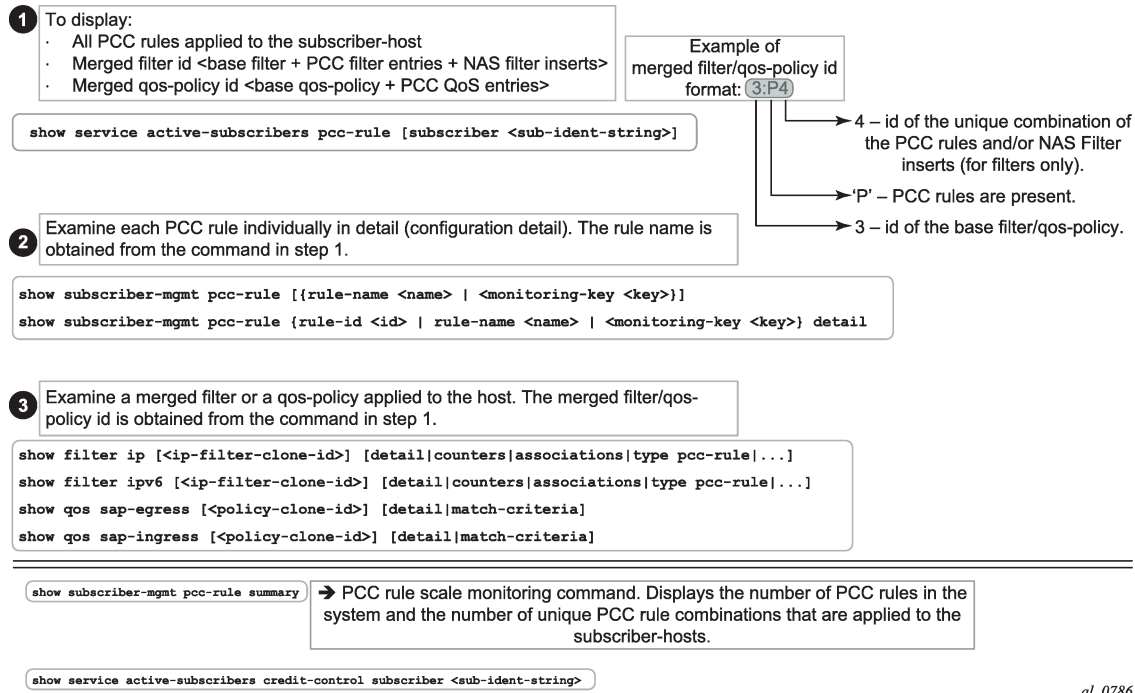 1
To display:
· All PCC rules applied to the subscriber-host
· Merged filter id <base filter + PCC filter entries + NAS filter inserts>
· Merged qos-policy id <base qos-policy + PCC QoS entries>
Example of
merged filter/qos-policy id
format: 3:P4
show service active-subscribers pcc-rule [subscriber <sub-ident-string>]
4 – id of the unique combination of
the PCC rules and/or NAS Filter
inserts (for filters only).
'P' – PCC rules are present.
3 – id of the base filter/qos-policy.
2
Examine each PCC rule individually in detail (configuration detail). The rule name is
obtained from the command in step 1.
show subscriber-mgmt pcc-rule [{rule-name <name> | <monitoring-key <key>}]
show subscriber-mgmt pcc-rule {rule-id <id> | rule-name <name> | <monitoring-key <key>} detail
3
Examine a merged filter or a qos-policy applied to the host. The merged filter/qos-
policy id is obtained from the command in step 1.
show filter ip [<ip-filter-clone-id>] [detail|counters|associations|type pcc-rule|...]
show filter ipv6 [<ip-filter-clone-id>] [detail|counters|associations|type pcc-rule|...]
show qos sap-egress [<policy-clone-id>] [detail|match-criteria]
show qos sap-ingress [<policy-clone-id>] [detail|match-criteria]
show subscriber-mgmt pcc-rule summary
➔ PCC rule scale monitoring command. Displays the number of PCC rules in the
system and the number of unique PCC rule combinations that are applied to the
subscriber-hosts.
show service active-subscribers credit-control subscriber <sub-ident-string>
al_0786